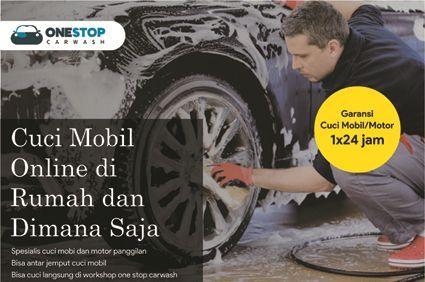 ONESTOP
CARWASH
Garansi
Cuci Mobil/Motor
1x24 jam
Cuci Mobil
Online di
Rumah dan
Dimana Saja
Spesialis cuci mobi dan motor panggilan
Bisa antar jemput cuci mobil
Bisa cuci langsung di workshop one stop carwash